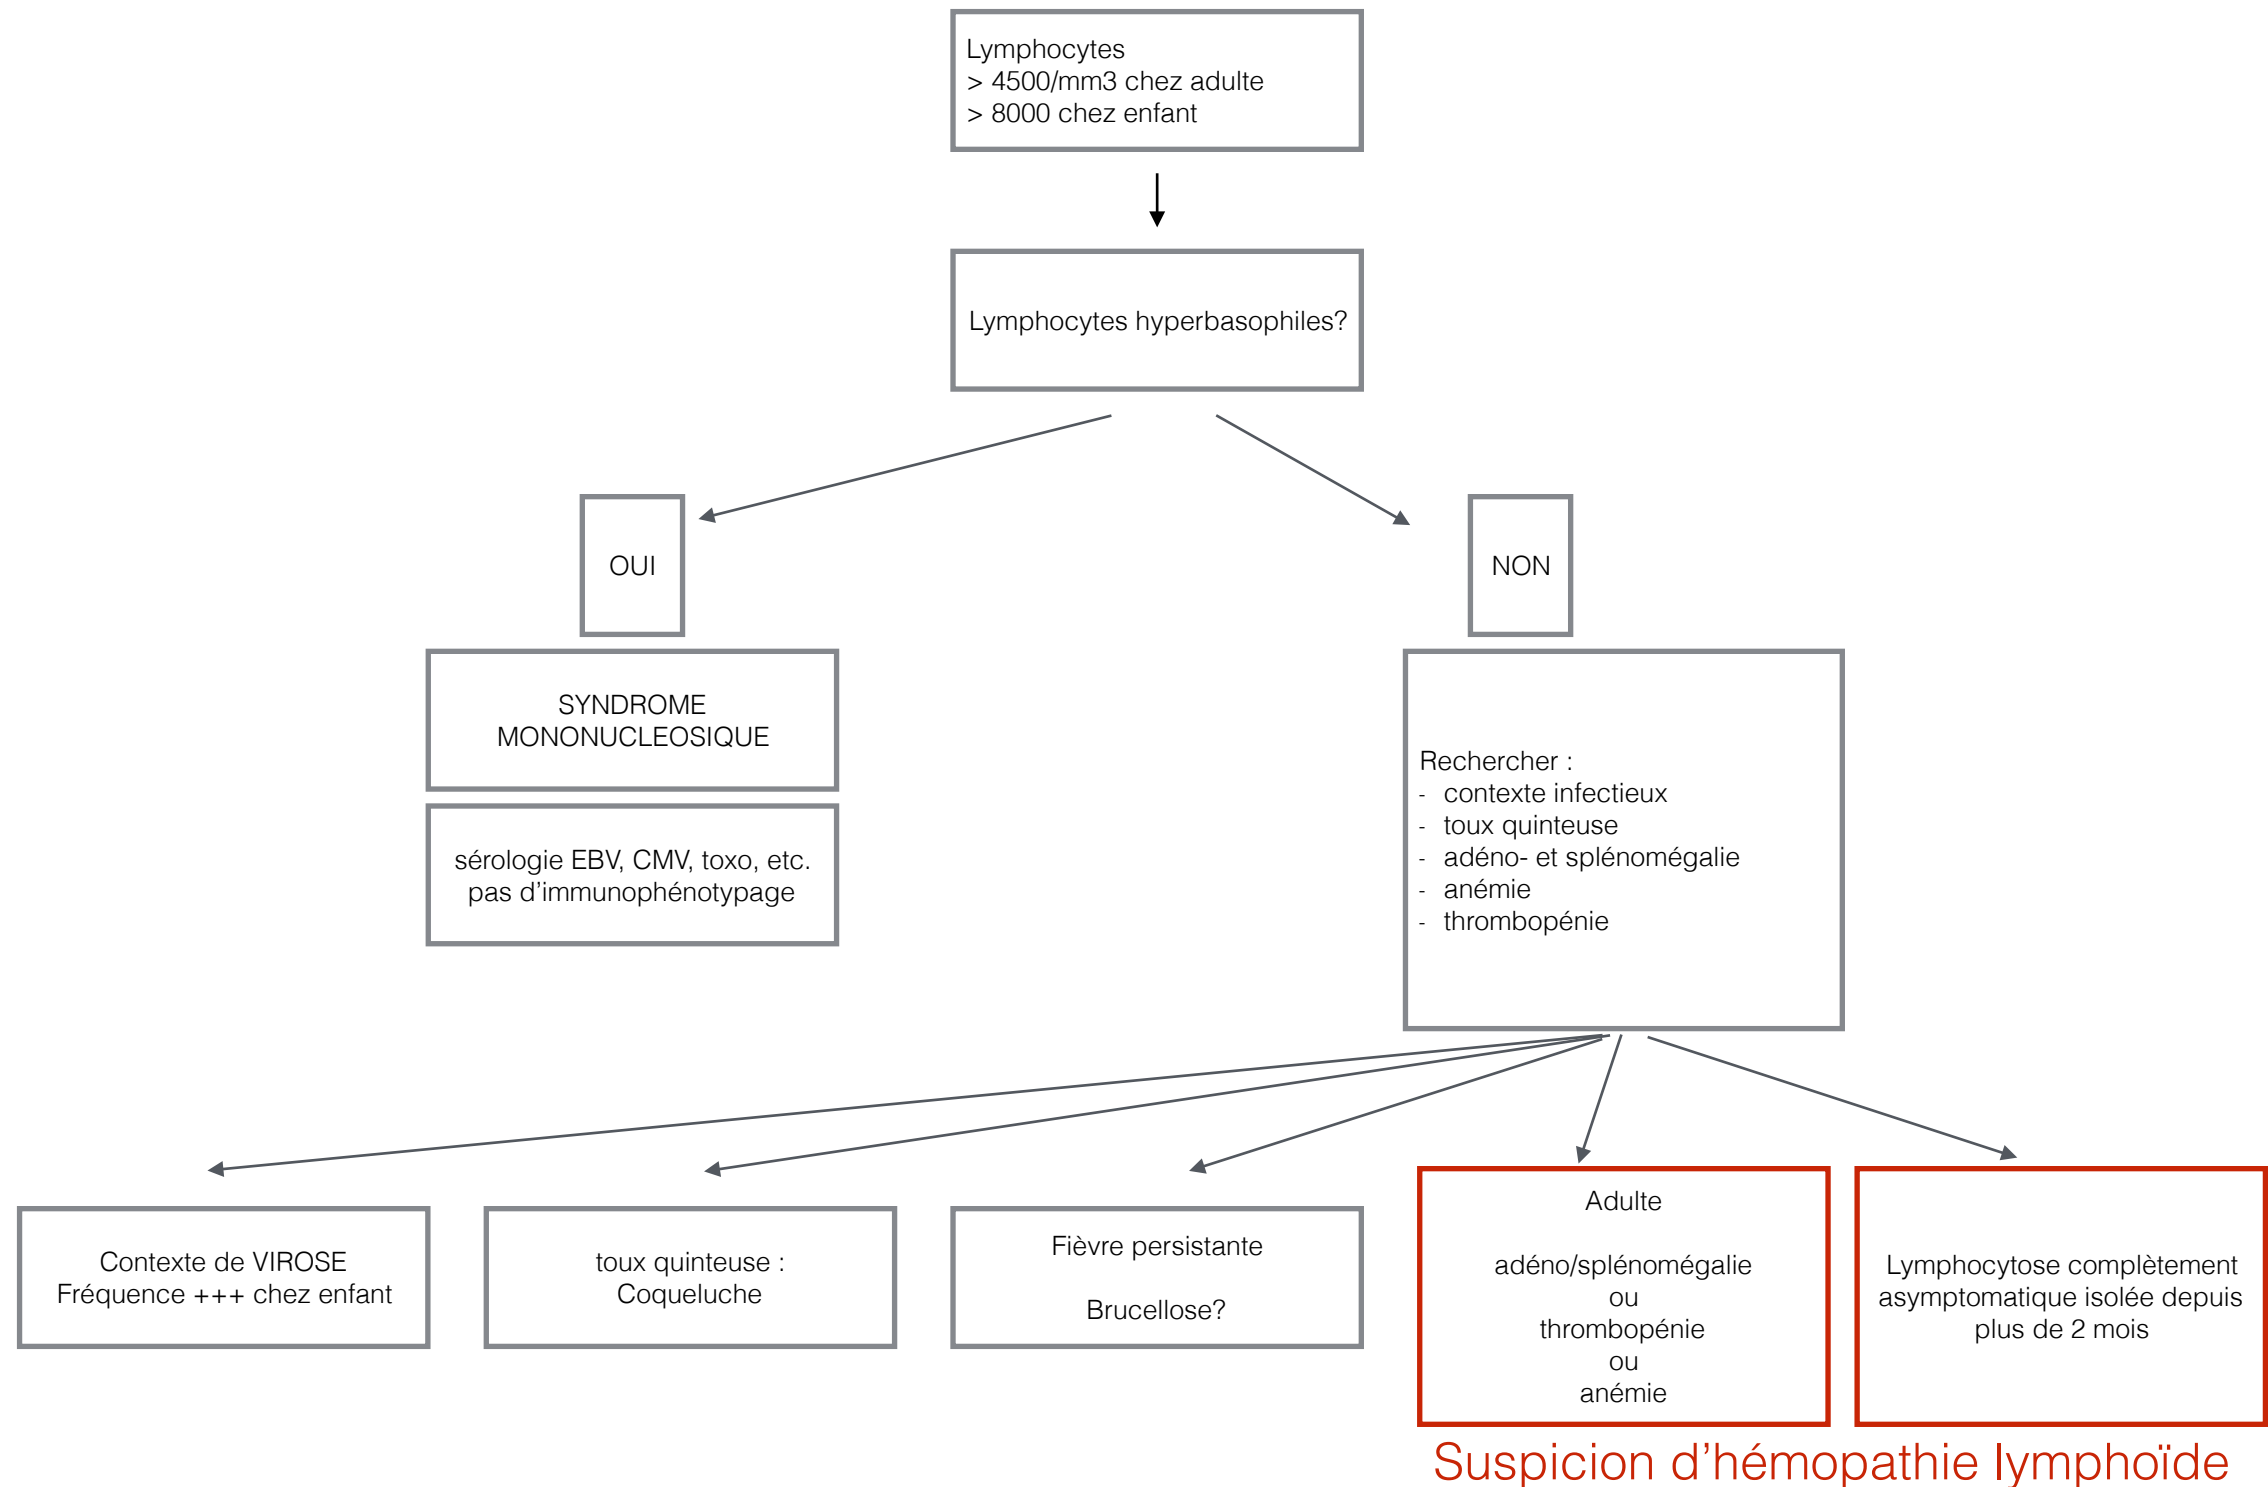 Lymphocytes
> 4500/mm3 chez adulte
> 8000 chez enfant
Lymphocytes hyperbasophiles?
OUI
NON
SYNDROME
MONONUCLEOSIQUE
sérologie EBV, CMV, toxo, etc.
pas d’immunophénotypage
Rechercher :
- contexte infectieux
- toux quinteuse
- adéno- et splénomégalie
- anémie
- thrombopénie
Contexte de VIROSE
Fréquence +++ chez enfant
toux quinteuse :
Coqueluche
Fièvre persistante
Brucellose?
Adulte
adéno/splénomégalie
ou
thrombopénie
ou
anémie
Lymphocytose complètement
asymptomatique isolée depuis
plus de 2 mois
Suspicion d’hémopathie lymphoïde